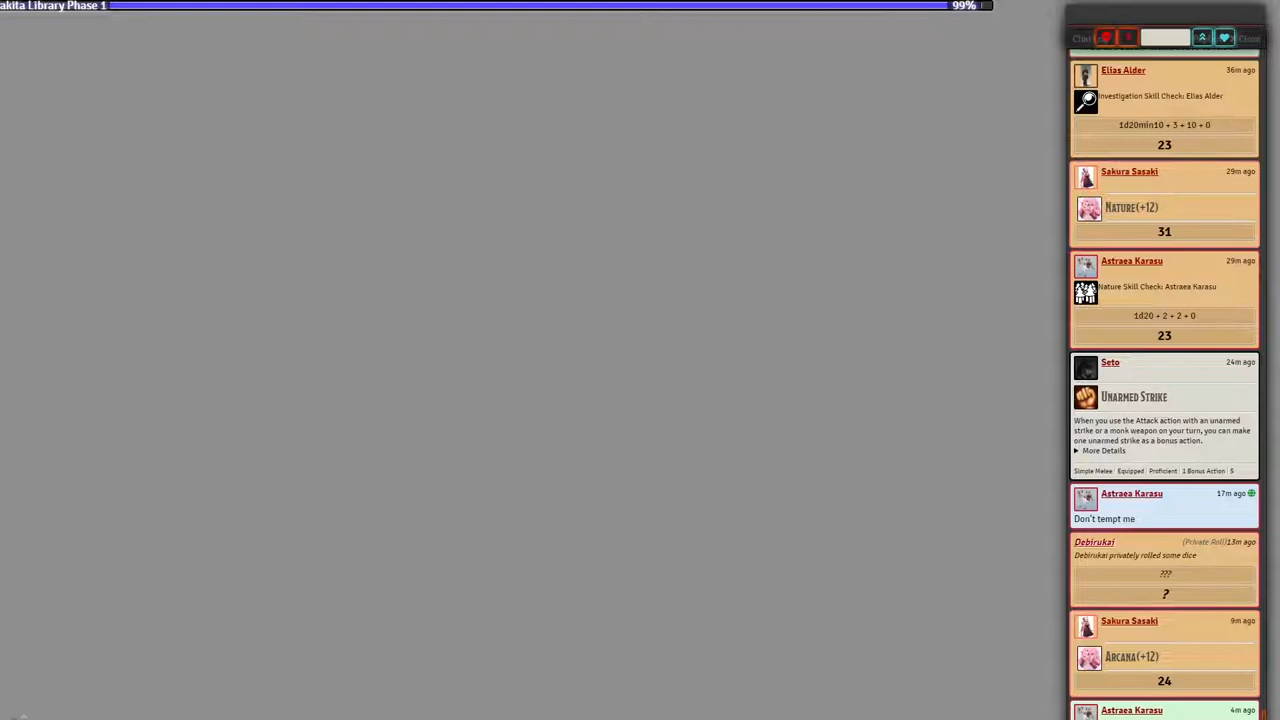 akita Library Phase 1
99%
Elias Alder
36m ago
Investigation Skill Check: Elias Alder
1d20min10 + 3 + 10 + 0
23
Sakura Sasaki
29m ago
Nature(+12)
31
Astraea Karasu
29m ago
Nature Skill Check: Astraea Karasu
1d20 + 2 + 2 + 0
23
Seto
24m ago
Unarmed Strike
When you use the Attack action with an unarmed
strike or a monk weapon on your turn, you can make
one unarmed strike as a bonus action.
More Details
Simple Melee Equipped Proficient 1 Bonus Action 5
Astraea Karasu
17m ago
Don't tempt me
Debirukai
(Private Roll)13m ago
Debirukai privately rolled some dice
???
?
Sakura Sasaki
9m ago
Arcana(+12)
24
Astraea Karasu
4m ago